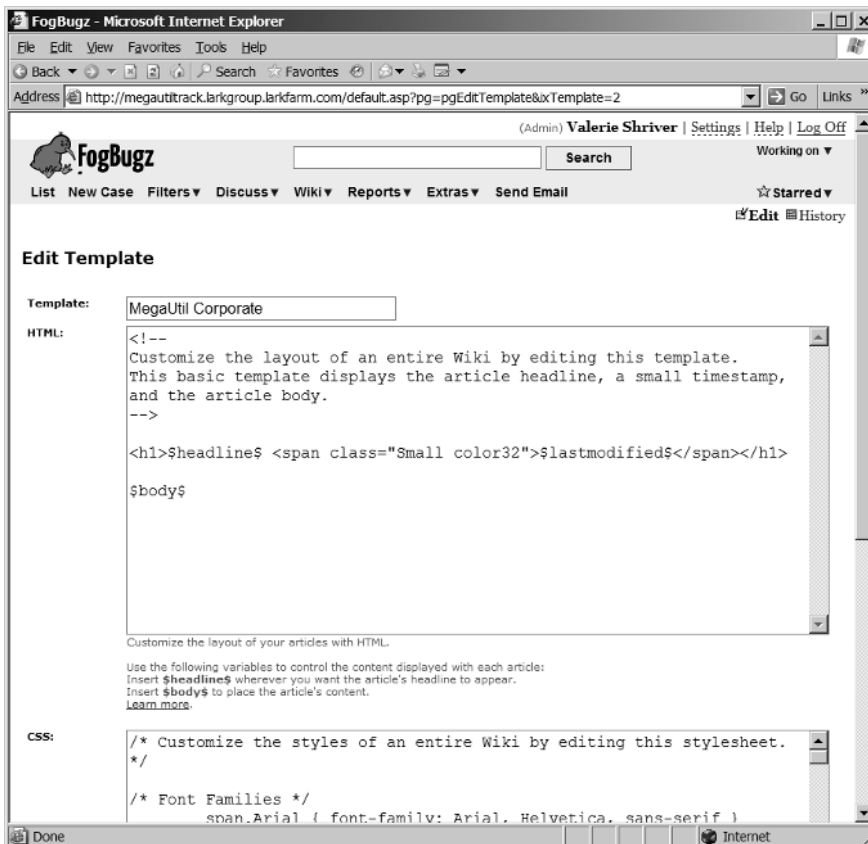 FogBugz - Microsoft Internet Explorer
File Edit View Favorites Tools Help
Back Search Favorites
Address http://megautiltrack.larkgroup.larkfarm.com/default.asp?pg=pgEditTemplate&ixTemplate=2 Go Links »
(Admin) Valerie Shriver | Settings | Help | Log Off
FogBugz Search Working on ▼
List New Case Filters▼ Discuss▼ Wiki▼ Reports▼ Extras▼ Send Email ☆Starred▼
Edit History
Edit Template
Template: MegaUtil Corporate
HTML:
<!--
Customize the layout of an entire Wiki by editing this template.
This basic template displays the article headline, a small timestamp,
and the article body.
-->
<h1>$headline$ <span class="Small color32">$lastmodified$</span></h1>
$body$
Customize the layout of your articles with HTML.
Use the following variables to control the content displayed with each article:
Insert $headline$ wherever you want the article's headline to appear.
Insert $body$ to place the article's content.
Learn more.
CSS:
/* Customize the styles of an entire Wiki by editing this stylesheet.
*/
/* Font Families */
span.Arial { font-family: Arial, Helvetica, sans-serif }
Done Internet